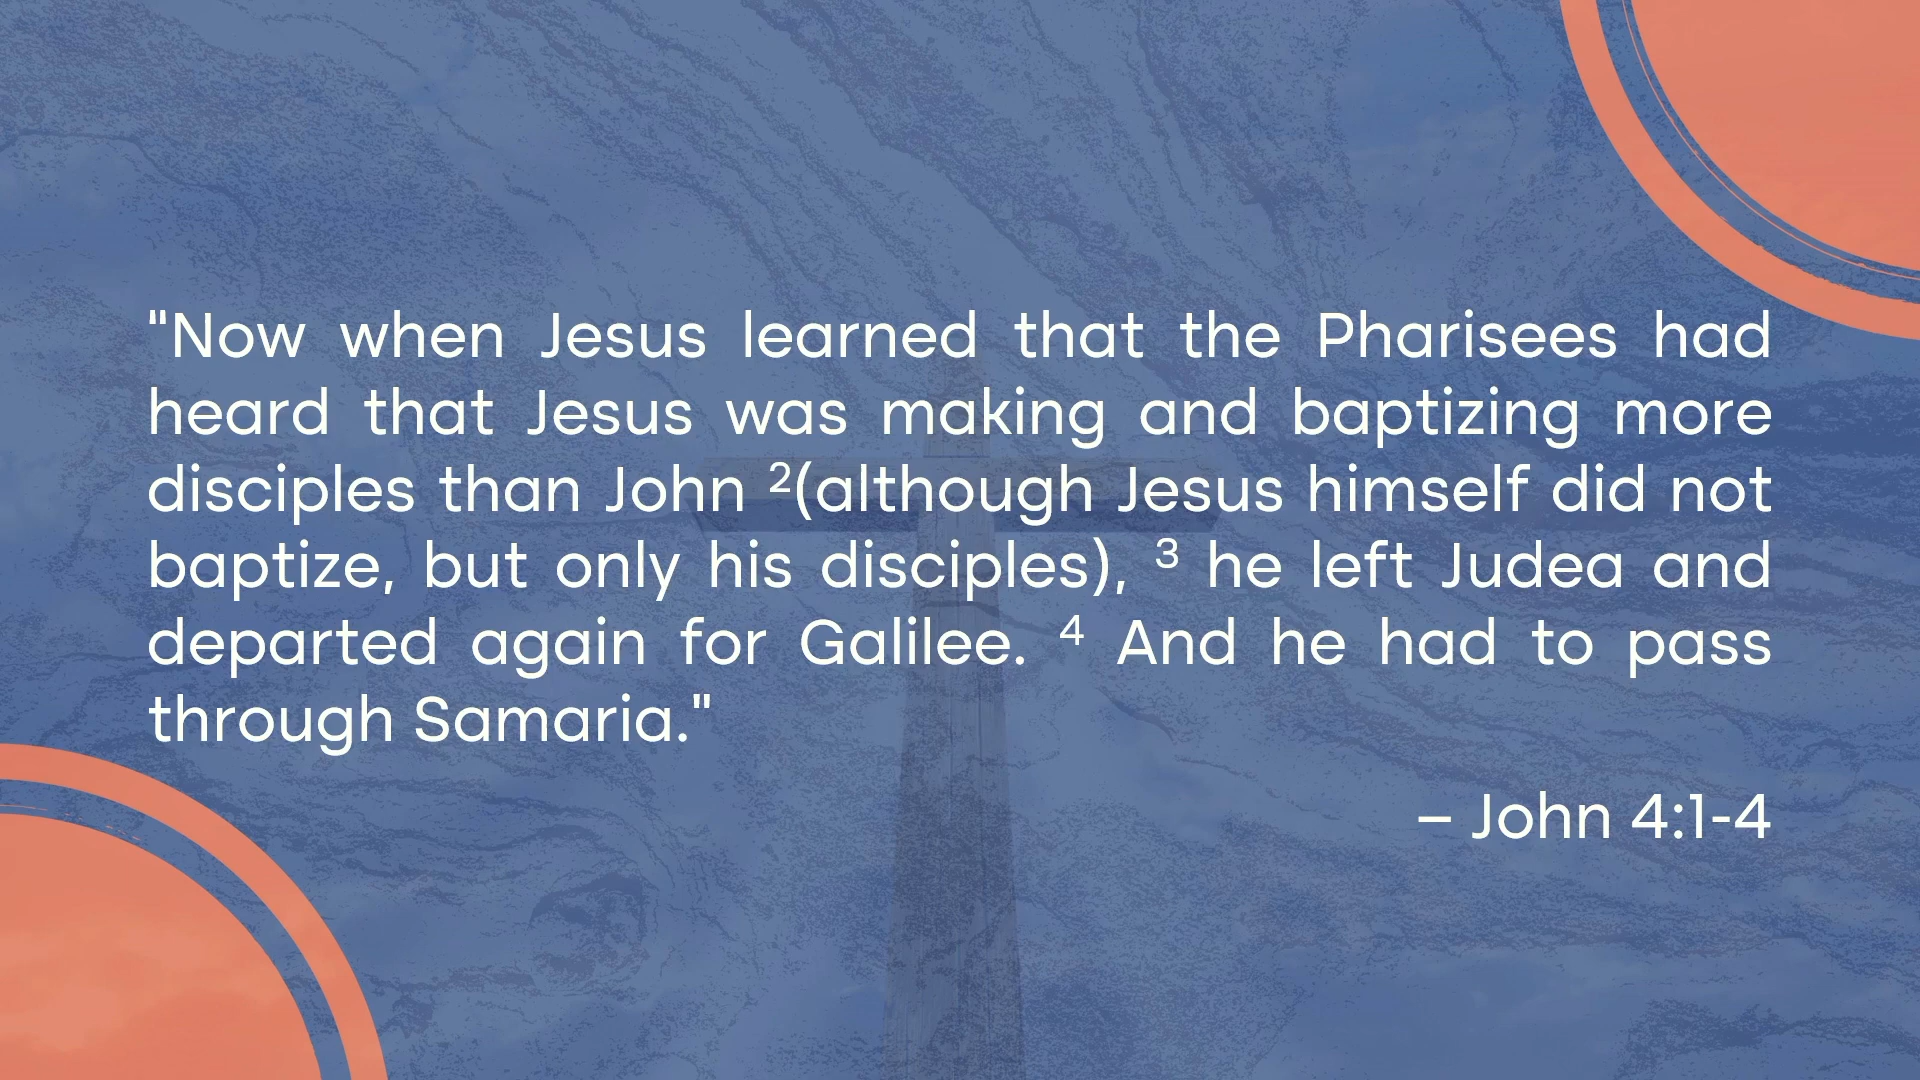 "Now when Jesus learned that the Pharisees had
heard that Jesus was making and baptizing more
disciples than John ²(although Jesus himself did not
baptize, but only his disciples), ³ he left Judea and
departed again for Galilee. ⁴ And he had to pass
through Samaria."
– John 4:1-4